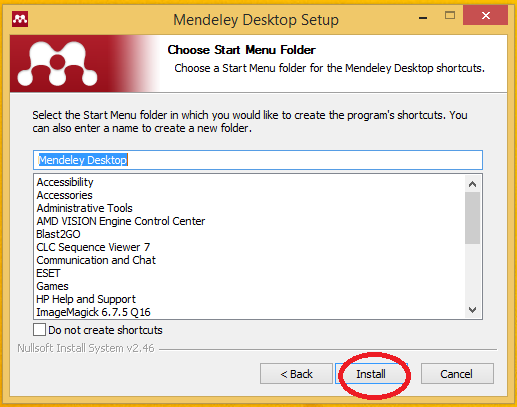 Mendeley Desktop Setup
Choose Start Menu Folder
Choose a Start Menu folder for the Mendeley Desktop shortcuts.
Select the Start Menu folder in which you would like to create the program's shortcuts. You
can also enter a name to create a new folder.
Mendeley Desktop
Accessibility
Accessories
Administrative Tools
AMD VISION Engine Control Center
Blast2GO
CLC Sequence Viewer 7
Communication and Chat
ESET
Games
HP Help and Support
ImageMagick 6.7.5 Q16
Do not create shortcuts
Nullsoft Install System v2.46
< Back Install Cancel